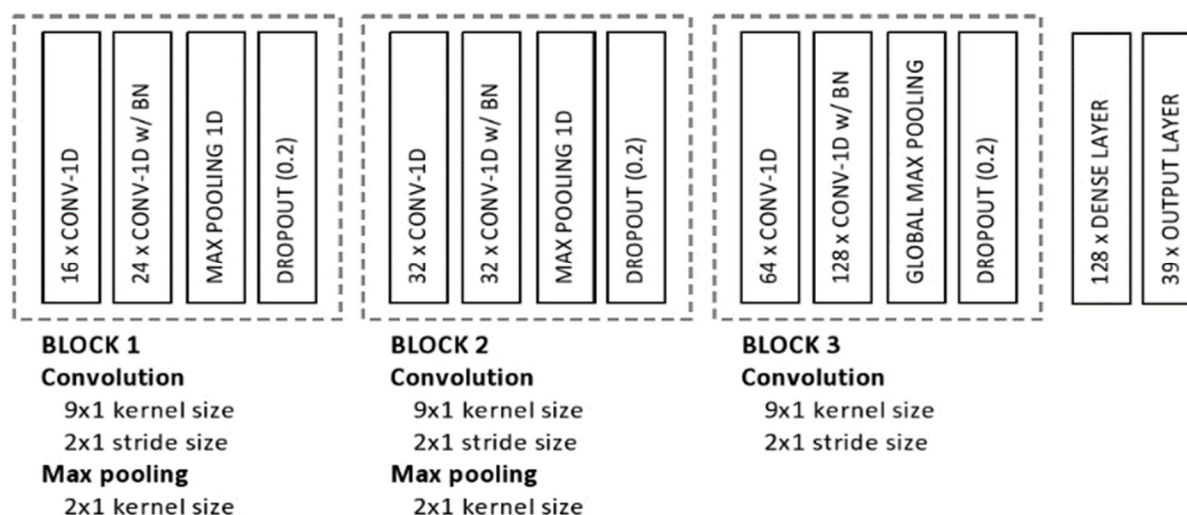 16 x CONV-1D
24 x CONV-1D w/ BN
MAX POOLING 1D
DROPOUT (0.2)
32 x CONV-1D
32 x CONV-1D w/ BN
MAX POOLING 1D
DROPOUT (0.2)
64 x CONV-1D
128 x CONV-1D w/ BN
GLOBAL MAX POOLING
DROPOUT (0.2)
128 x DENSE LAYER
39 x OUTPUT LAYER
BLOCK 1
Convolution
9x1 kernel size
2x1 stride size
Max pooling
2x1 kernel size
BLOCK 2
Convolution
9x1 kernel size
2x1 stride size
Max pooling
2x1 kernel size
BLOCK 3
Convolution
9x1 kernel size
2x1 stride size